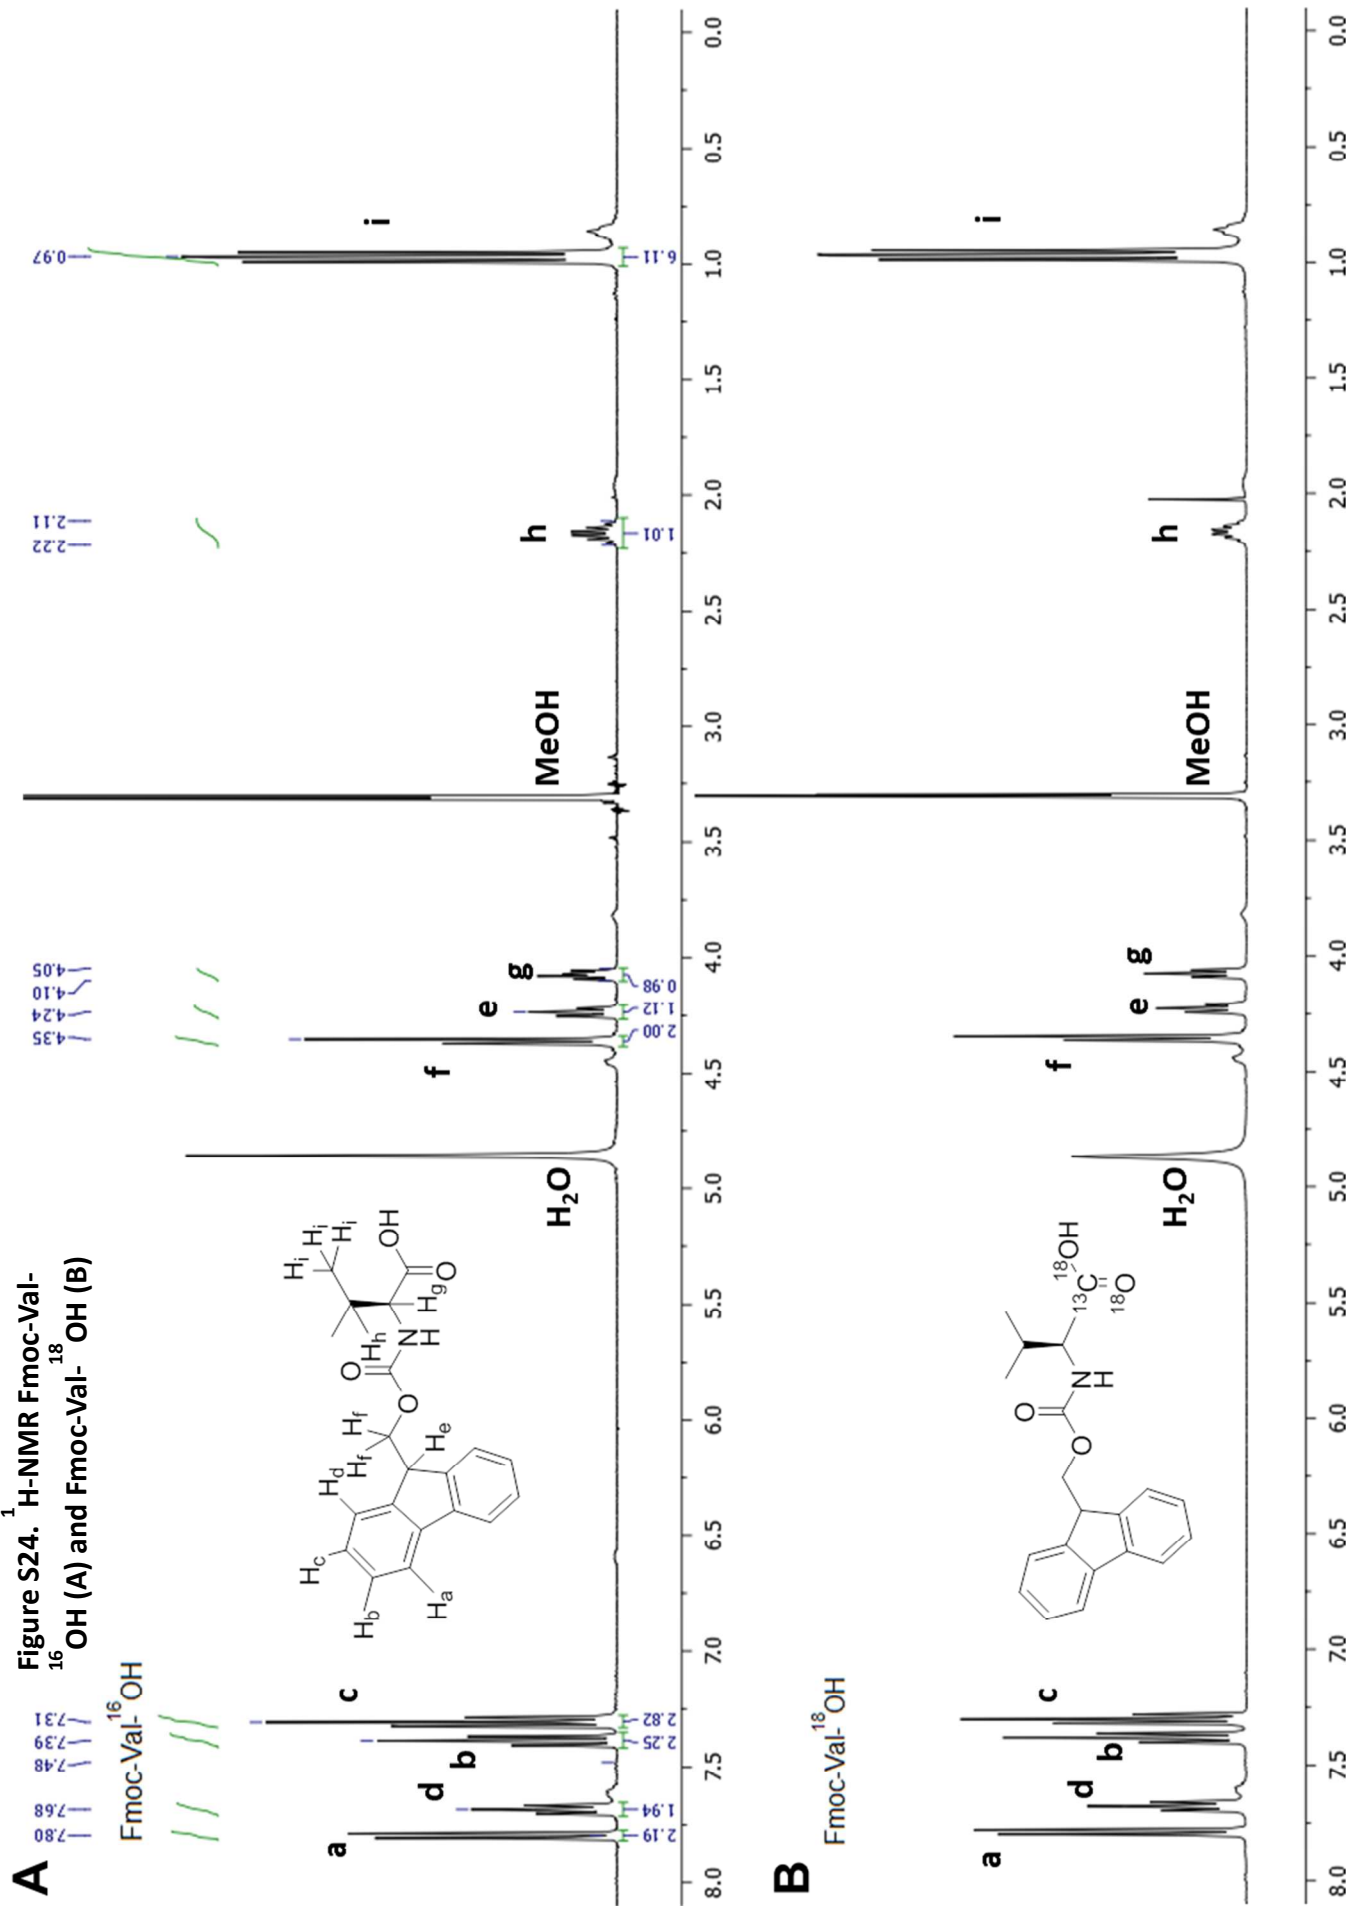 Figure S24. 1H-NMR Fmoc-Val-
16OH (A) and Fmoc-Val- 18OH (B)
A
Fmoc-Val- 16OH
7.80
7.68
7.48
7.39
7.31
4.35
4.24
4.10
4.05
2.22
2.11
0.97
a
d
b
c
H2O
f
e
g
MeOH
h
i
Ha
Hb
Hc
Hd
Hf
Hf
He
O
O
N
H
Hh
Hg
Hi
Hi
Hi
OH
O
2.19
1.94
2.25
2.82
2.00
1.12
0.98
1.01
6.11
8.0
7.5
7.0
6.5
6.0
5.5
5.0
4.5
4.0
3.5
3.0
2.5
2.0
1.5
1.0
0.5
0.0
B
Fmoc-Val- 18OH
a
d
b
c
H2O
f
e
g
MeOH
h
i
O
O
N
H
13C
18OH
18O
8.0
7.5
7.0
6.5
6.0
5.5
5.0
4.5
4.0
3.5
3.0
2.5
2.0
1.5
1.0
0.5
0.0